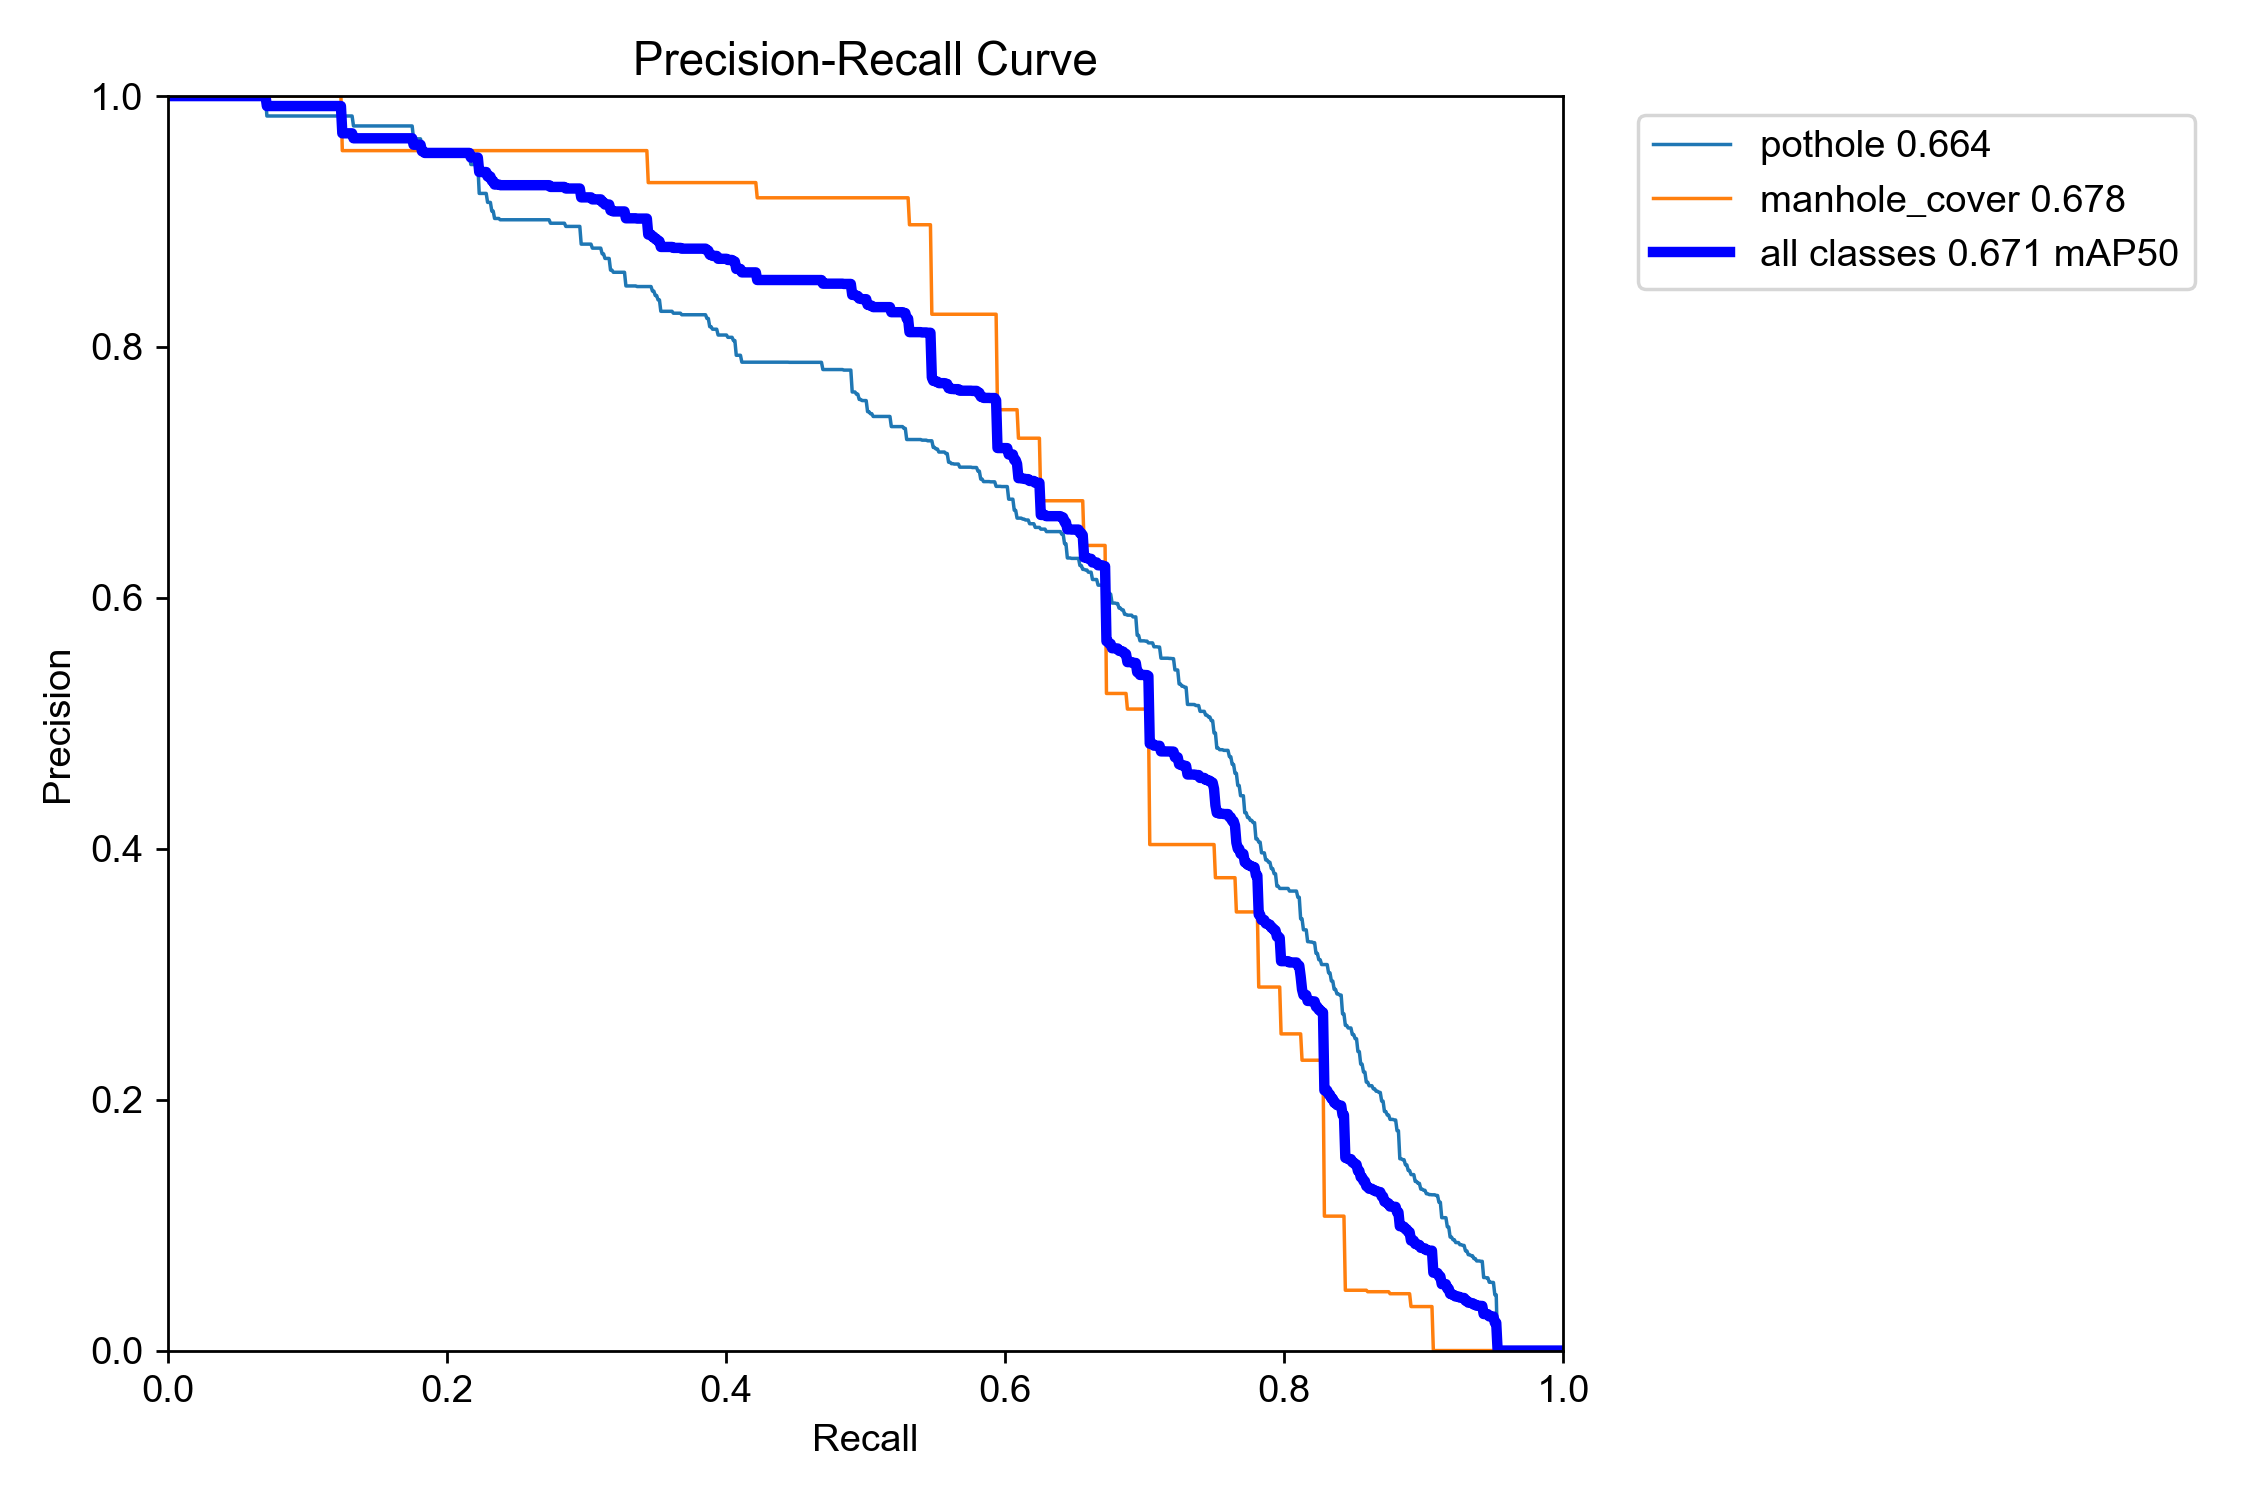 Precision-Recall Curve
1.0
0.8
0.6
0.4
0.2
0.0
Precision
0.0 0.2 0.4 0.6 0.8 1.0
Recall
pothole 0.664
manhole_cover 0.678
all classes 0.671 mAP50